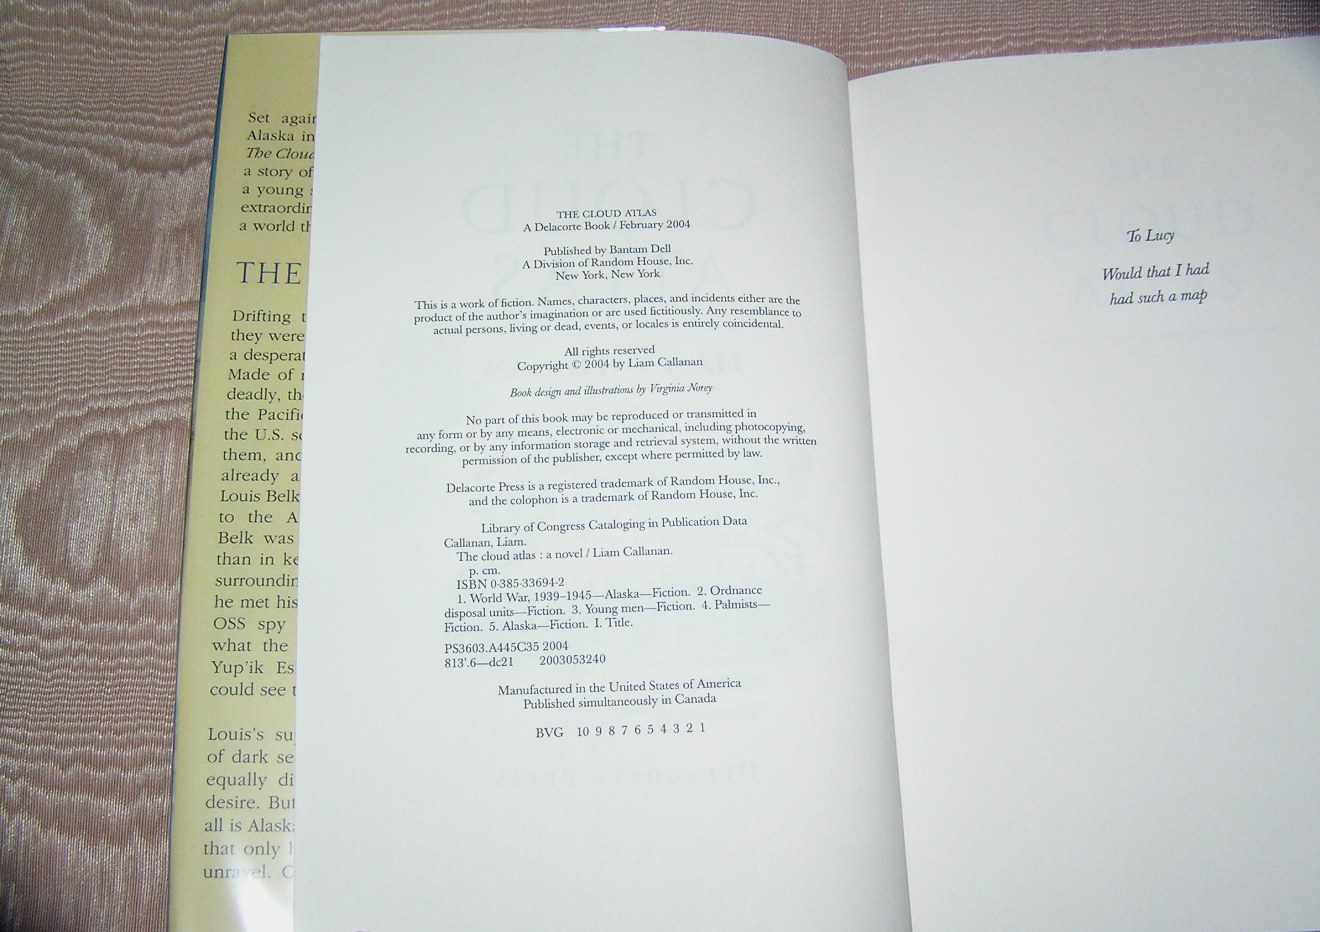 Set again
Alaska in
The Cloud
a story of
a young
extraordin
a world th
THE
Drifting t
they were
a desperat
Made of
deadly, th
the Pacific
the U.S. so
them, and
already a
Louis Belk
to the A
Belk was
than in ke
surroundin
he met his
OSS spy
what the
Yup'ik Es
could see t
Louis's su
of dark se
equally di
desire. But
all is Alask
that only h
unravel. C
THE CLOUD ATLAS
A Delacorte Book / February 2004
Published by Bantam Dell
A Division of Random House, Inc.
New York, New York
This is a work of fiction. Names, characters, places, and incidents either are the
product of the author's imagination or are used fictitiously. Any resemblance to
actual persons, living or dead, events, or locales is entirely coincidental.
All rights reserved
Copyright © 2004 by Liam Callanan
Book design and illustrations by Virginia Norey
No part of this book may be reproduced or transmitted in
any form or by any means, electronic or mechanical, including photocopying,
recording, or by any information storage and retrieval system, without the written
permission of the publisher, except where permitted by law.
Delacorte Press is a registered trademark of Random House, Inc.,
and the colophon is a trademark of Random House, Inc.
Library of Congress Cataloging in Publication Data
Callanan, Liam.
The cloud atlas : a novel / Liam Callanan.
p. cm.
ISBN 0-385-33694-2
1. World War, 1939–1945—Alaska—Fiction. 2. Ordnance
disposal units—Fiction. 3. Young men—Fiction. 4. Palmists—
Fiction. 5. Alaska—Fiction. I. Title.
PS3603.A445C35 2004
813'.6—dc21 2003053240
Manufactured in the United States of America
Published simultaneously in Canada
BVG 10 9 8 7 6 5 4 3 2 1
To Lucy
Would that I had
had such a map